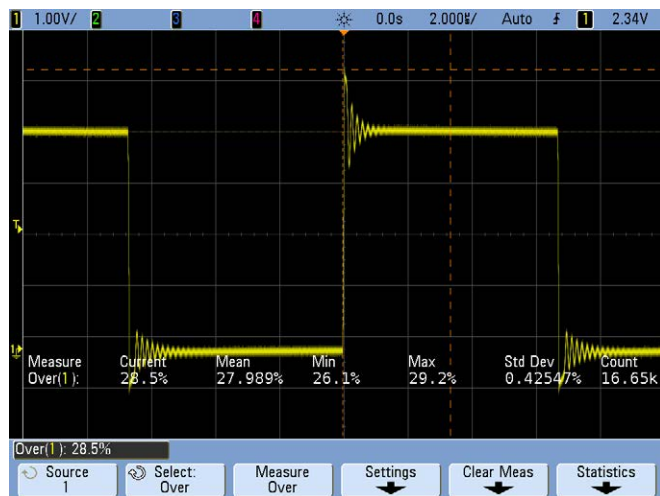 1 1.00V/ 2 3 4 0.0s 2.000㎲/ Auto 1 2.34V
T
1
Measure Current Mean Min Max Std Dev Count
Over(1): 28.5% 27.989% 26.1% 29.2% 0.42547% 16.65k
Over(1): 28.5%
Source
1
Select:
Over
Measure
Over
Settings
Clear Meas
Statistics